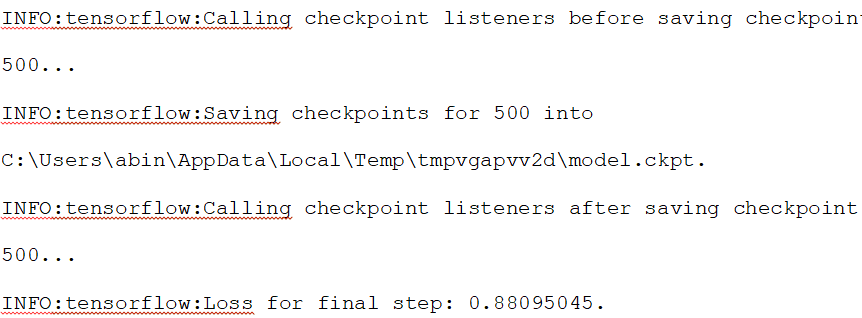 INFO:tensorflow:Calling checkpoint listeners before saving checkpoin
500...
INFO:tensorflow:Saving checkpoints for 500 into
C:\Users\abin\AppData\Local\Temp\tmpvgapvv2d\model.ckpt.
INFO:tensorflow:Calling checkpoint listeners after saving checkpoint
500...
INFO:tensorflow:Loss for final step: 0.88095045.